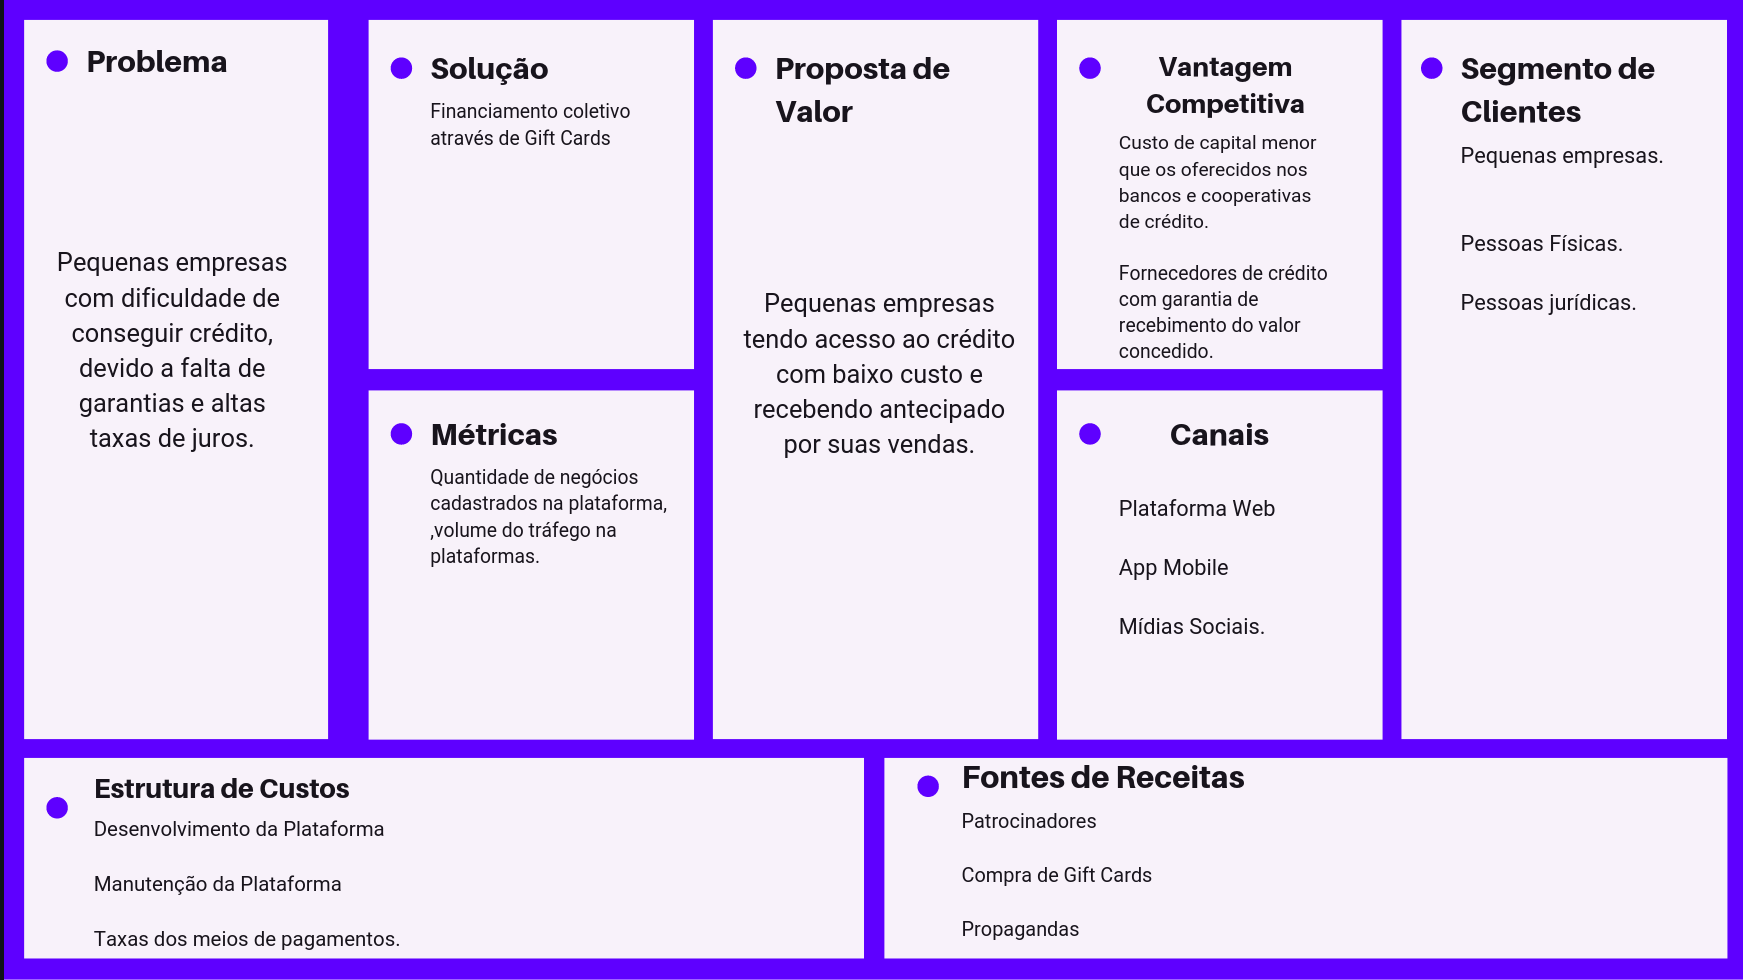 Problema
Pequenas empresas
com dificuldade de
conseguir crédito,
devido a falta de
garantias e altas
taxas de juros.
Solução
Financiamento coletivo
através de Gift Cards
Métricas
Quantidade de negócios
cadastrados na plataforma,
,volume do tráfego na
plataformas.
Proposta de
Valor
Pequenas empresas
tendo acesso ao crédito
com baixo custo e
recebendo antecipado
por suas vendas.
Vantagem
Competitiva
Custo de capital menor
que os oferecidos nos
bancos e cooperativas
de crédito.
Fornecedores de crédito
com garantia de
recebimento do valor
concedido.
Canais
Plataforma Web
App Mobile
Mídias Sociais.
Segmento de
Clientes
Pequenas empresas.
Pessoas Físicas.
Pessoas jurídicas.
Estrutura de Custos
Desenvolvimento da Plataforma
Manutenção da Plataforma
Taxas dos meios de pagamentos.
Fontes de Receitas
Patrocinadores
Compra de Gift Cards
Propagandas